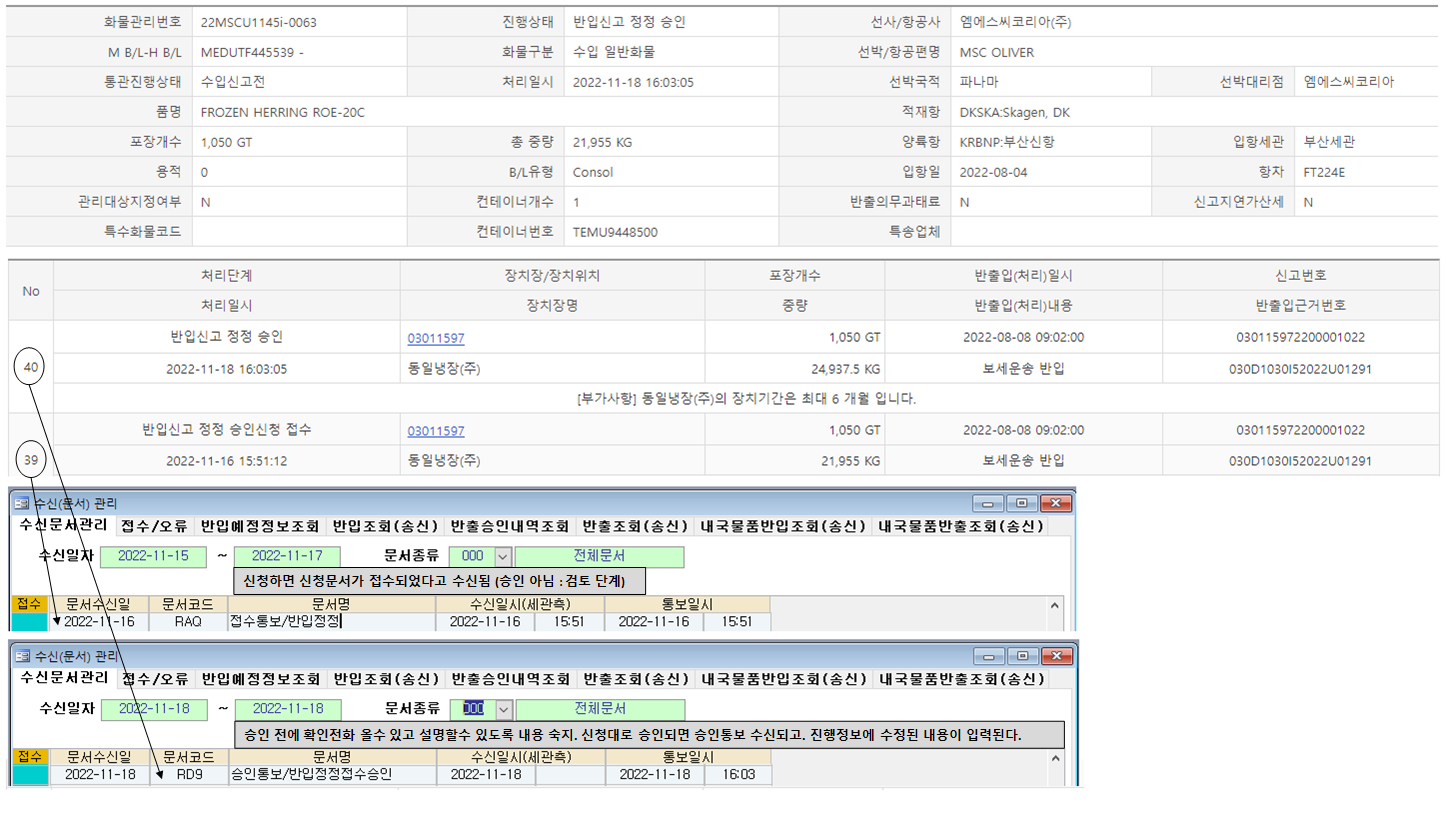 화물관리번호 22MSCU1145i-0063 진행상태 반입신고 정정 승인 선사/항공사 엠에스씨코리아(주)
M B/L-H B/L MEDUTF445539 - 화물구분 수입 일반화물 선박/항공편명 MSC OLIVER
통관진행상태 수입신고전 처리일시 2022-11-18 16:03:05 선박국적 파나마 선박대리점 엠에스씨코리아
품명 FROZEN HERRING ROE-20C 적재항 DKSKA:Skagen, DK
포장개수 1,050 GT 총 중량 21,955 KG 양륙항 KRBNP:부산신항 입항세관 부산세관
용적 0 B/L유형 Consol 입항일 2022-08-04 항차 FT224E
관리대상지정여부 N 컨테이너개수 1 반출의무과태료 N 신고지연가산세 N
특수화물코드 컨테이너번호 TEMU9448500 특송업체
No 처리단계 장치장/장치위치 포장개수 반출입(처리)일시 신고번호
처리일시 장치장명 중량 반출입(처리)내용 반출입근거번호
40 반입신고 정정 승인 03011597 1,050 GT 2022-08-08 09:02:00 030115972200001022
2022-11-18 16:03:05 동일냉장(주) 24,937.5 KG 보세운송 반입 030D1030I52022U01291
[부가사항] 동일냉장(주)의 장치기간은 최대 6 개월 입니다.
39 반입신고 정정 승인신청 접수 03011597 1,050 GT 2022-08-08 09:02:00 030115972200001022
2022-11-16 15:51:12 동일냉장(주) 21,955 KG 보세운송 반입 030D1030I52022U01291
수신(문서) 관리
수신문서관리 접수/오류 반입예정정보조회 반입조회(송신) 반출승인내역조회 반출조회(송신) 내국물품반입조회(송신) 내국물품반출조회(송신)
수신일자 2022-11-15 ~ 2022-11-17 문서종류 000 전체문서
신청하면 신청문서가 접수되었다고 수신됨 (승인 아님 : 검토 단계)
접수 문서수신일 문서코드 문서명 수신일시(세관측) 통보일시
2022-11-16 RAQ 접수통보/반입정정 2022-11-16 15:51 2022-11-16 15:51
수신(문서) 관리
수신문서관리 접수/오류 반입예정정보조회 반입조회(송신) 반출승인내역조회 반출조회(송신) 내국물품반입조회(송신) 내국물품반출조회(송신)
수신일자 2022-11-18 ~ 2022-11-18 문서종류 000 전체문서
승인 전에 확인전화 올수 있고 설명할수 있도록 내용 숙지. 신청대로 승인되면 승인통보 수신되고. 진행정보에 수정된 내용이 입력된다.
접수 문서수신일 문서코드 문서명 수신일시(세관측) 통보일시
2022-11-18 RD9 승인통보/반입정정접수승인 2022-11-18 2022-11-18 16:03